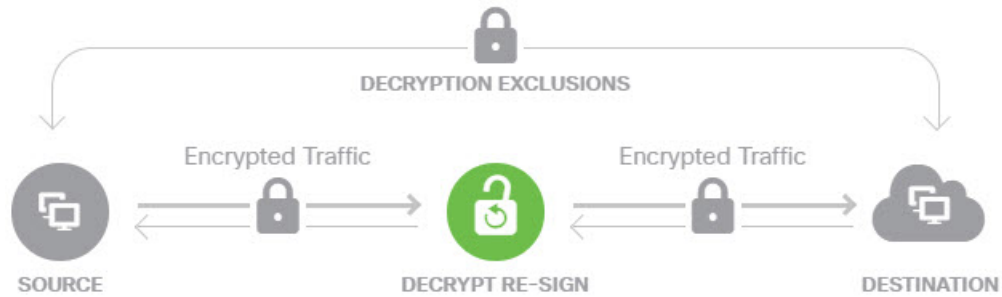 DECRYPTION EXCLUSIONS
Encrypted Traffic
Encrypted Traffic
SOURCE
DECRYPT RE-SIGN
DESTINATION